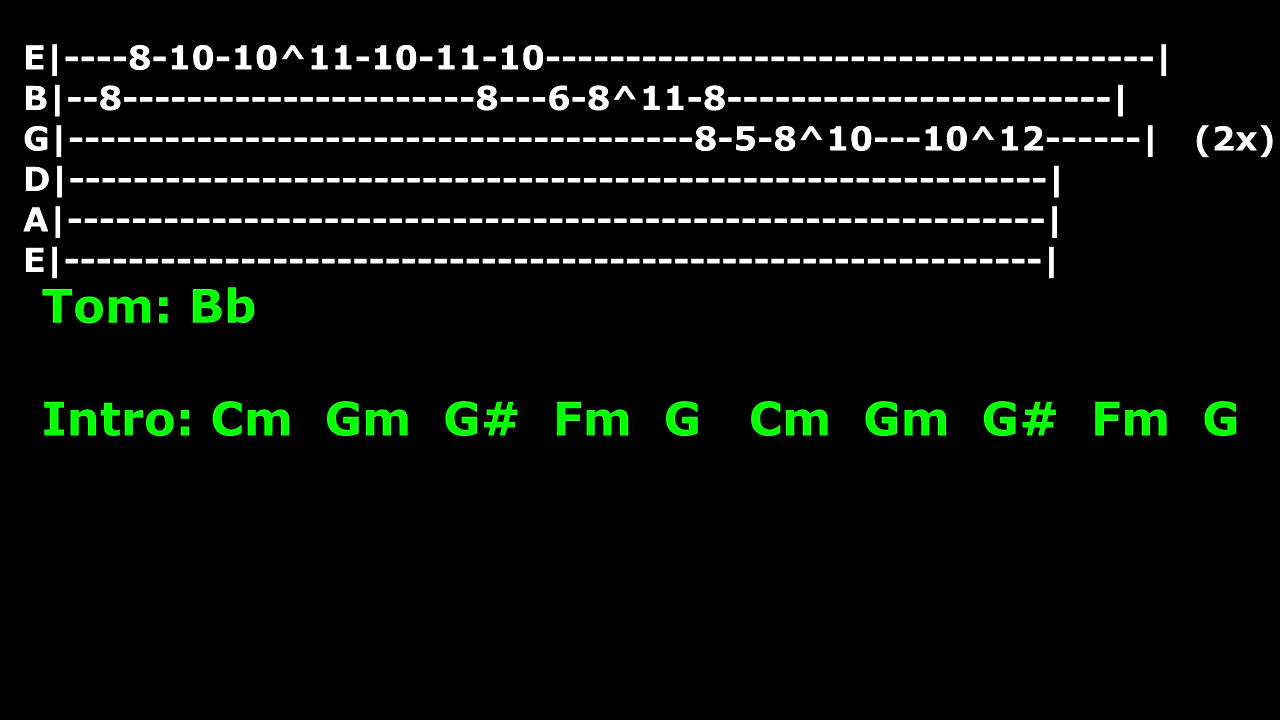 E|----8-10-10^11-10-11-10--------------------------------------|
B|--8----------------------8---6-8^11-8------------------------|
G|---------------------------------------8-5-8^10---10^12------| (2x)
D|-------------------------------------------------------------|
A|-------------------------------------------------------------|
E|-------------------------------------------------------------|
Tom: Bb
Intro: Cm Gm G# Fm G Cm Gm G# Fm G